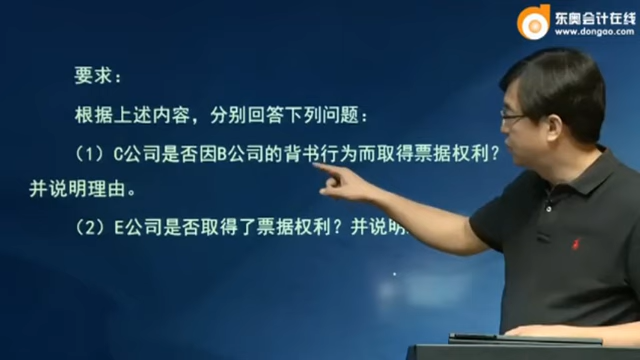 东奥会计在线
www.dongao.com
要求：
根据上述内容，分别回答下列问题：
（1）C公司是否因B公司的背书行为而取得票据权利？
并说明理由。
（2）E公司是否取得了票据权利？并说明